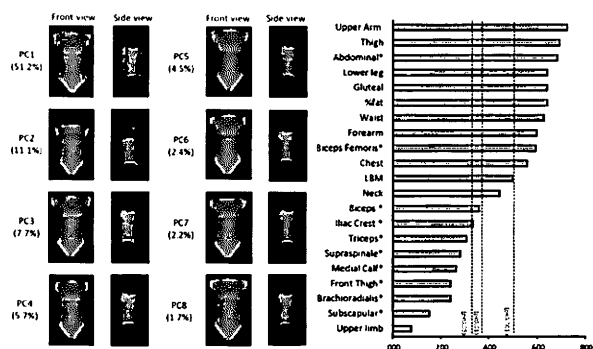 Front view Side view Front view Side view
PC1
(51.2%)
PC5
(4.5%)
PC2
(11.1%)
PC6
(2.4%)
PC3
(7.7%)
PC7
(2.2%)
PC4
(5.7%)
PC8
(1.7%)
Upper Arm
Thigh
Abdominal*
Lower leg
Gluteal
%fat
Waist
Forearm
Biceps Femoris*
Chest
LBM
Neck
Biceps *
Iliac Crest *
Triceps*
Supraspinale*
Medial Calf*
Front Thigh*
Brachioradialis*
Subscapular*
Upper limb
200 400 600 800